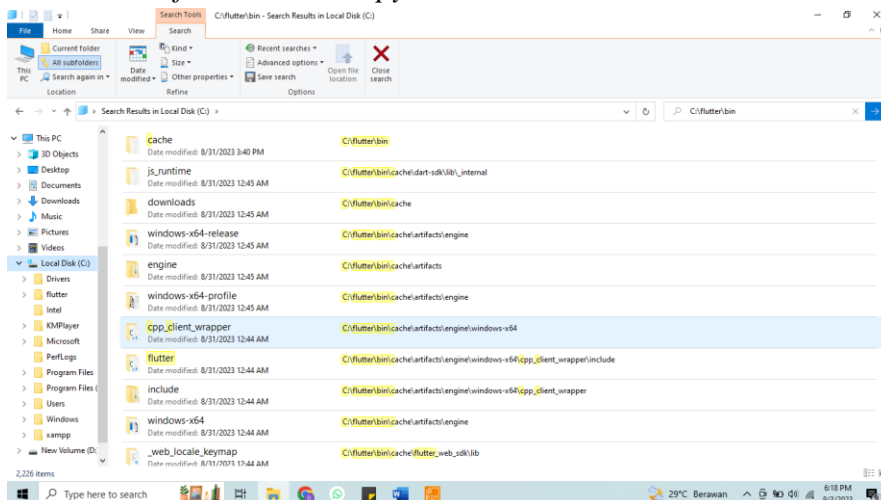 Search Tools C:\flutter\bin - Search Results in Local Disk (C:)
File Home Share View Search
Current folder
All subfolders
Search again in
This PC
Location
Date modified
Kind
Size
Other properties
Refine
Recent searches
Advanced options
Save search
Open file location
Options
Close search
Search Results in Local Disk (C:)
C:\flutter\bin
This PC
3D Objects
Desktop
Documents
Downloads
Music
Pictures
Videos
Local Disk (C:)
Drivers
flutter
Intel
KMPlayer
Microsoft
PerfLogs
Program Files
Program Files (
Users
Windows
xampp
New Volume (D:
cache C:\flutter\bin
Date modified: 8/31/2023 3:40 PM
js_runtime C:\flutter\bin\cache\dart-sdk\lib\_internal
Date modified: 8/31/2023 12:45 AM
downloads C:\flutter\bin\cache
Date modified: 8/31/2023 12:45 AM
windows-x64-release C:\flutter\bin\cache\artifacts\engine
Date modified: 8/31/2023 12:45 AM
engine C:\flutter\bin\cache\artifacts
Date modified: 8/31/2023 12:45 AM
windows-x64-profile C:\flutter\bin\cache\artifacts\engine
Date modified: 8/31/2023 12:45 AM
cpp_client_wrapper C:\flutter\bin\cache\artifacts\engine\windows-x64
Date modified: 8/31/2023 12:44 AM
flutter C:\flutter\bin\cache\artifacts\engine\windows-x64\cpp_client_wrapper\include
Date modified: 8/31/2023 12:44 AM
include C:\flutter\bin\cache\artifacts\engine\windows-x64\cpp_client_wrapper
Date modified: 8/31/2023 12:44 AM
windows-x64 C:\flutter\bin\cache\artifacts\engine
Date modified: 8/31/2023 12:44 AM
_web_locale_keymap C:\flutter\bin\cache\flutter_web_sdk\lib
Date modified: 8/31/2023 12:44 AM
2,226 items
Type here to search
29°C Berawan
6:18 PM